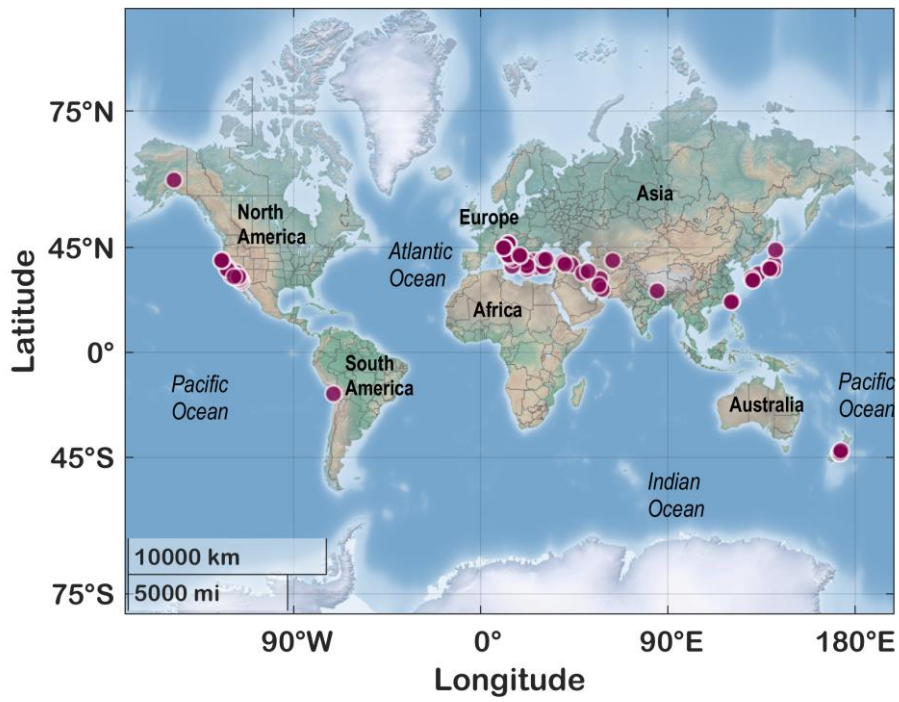 75°N
45°N
0°
45°S
75°S
Latitude
North
America
Europe
Asia
Atlantic
Ocean
Africa
South
America
Pacific
Ocean
Australia
Pacific
Ocean
Indian
Ocean
10000 km
5000 mi
90°W
0°
90°E
180°E
Longitude